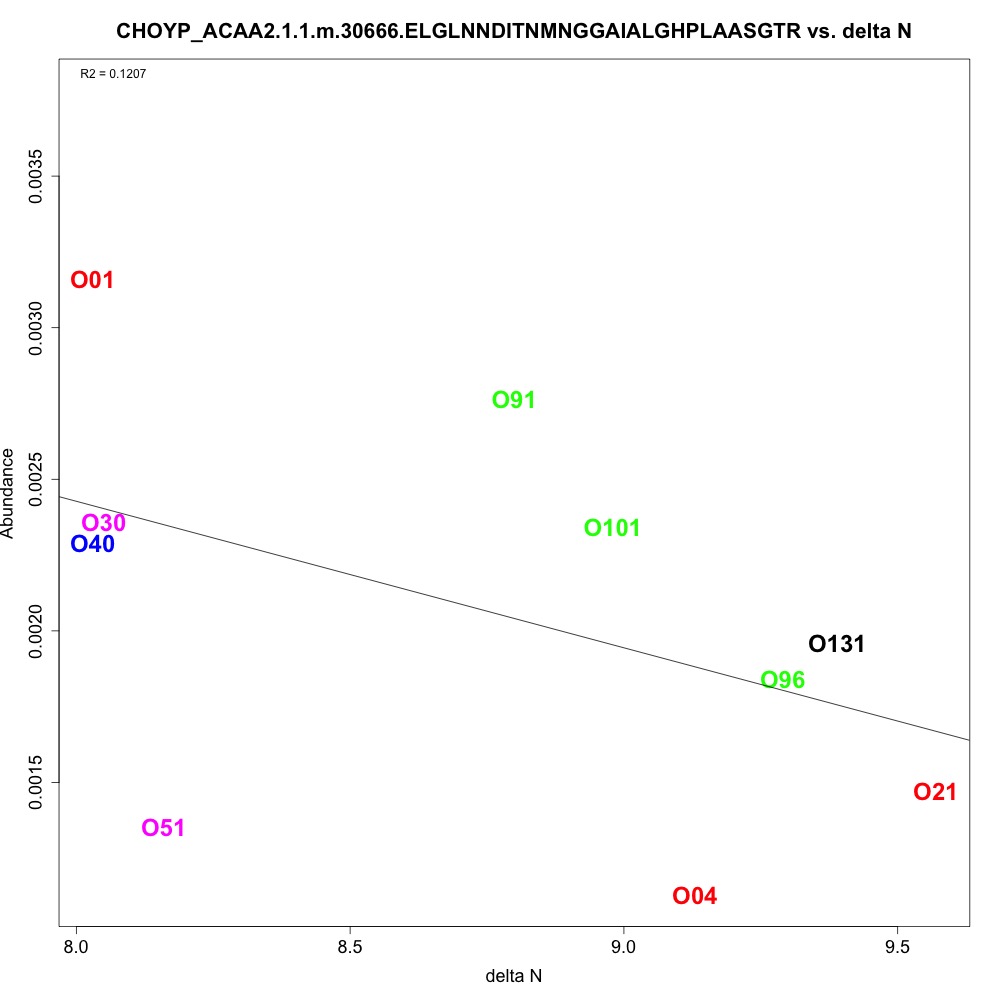 CHOYP_ACAA2.1.1.m.30666.ELGLNNDITNMNGGAIALGHPLAASGTR vs. delta N
R2 = 0.1207
0.0035
O01
0.0030
O91
0.0025
Abundance
O30
O101
O40
0.0020
O131
O96
0.0015
O21
O51
O04
8.0 8.5 9.0 9.5
delta N